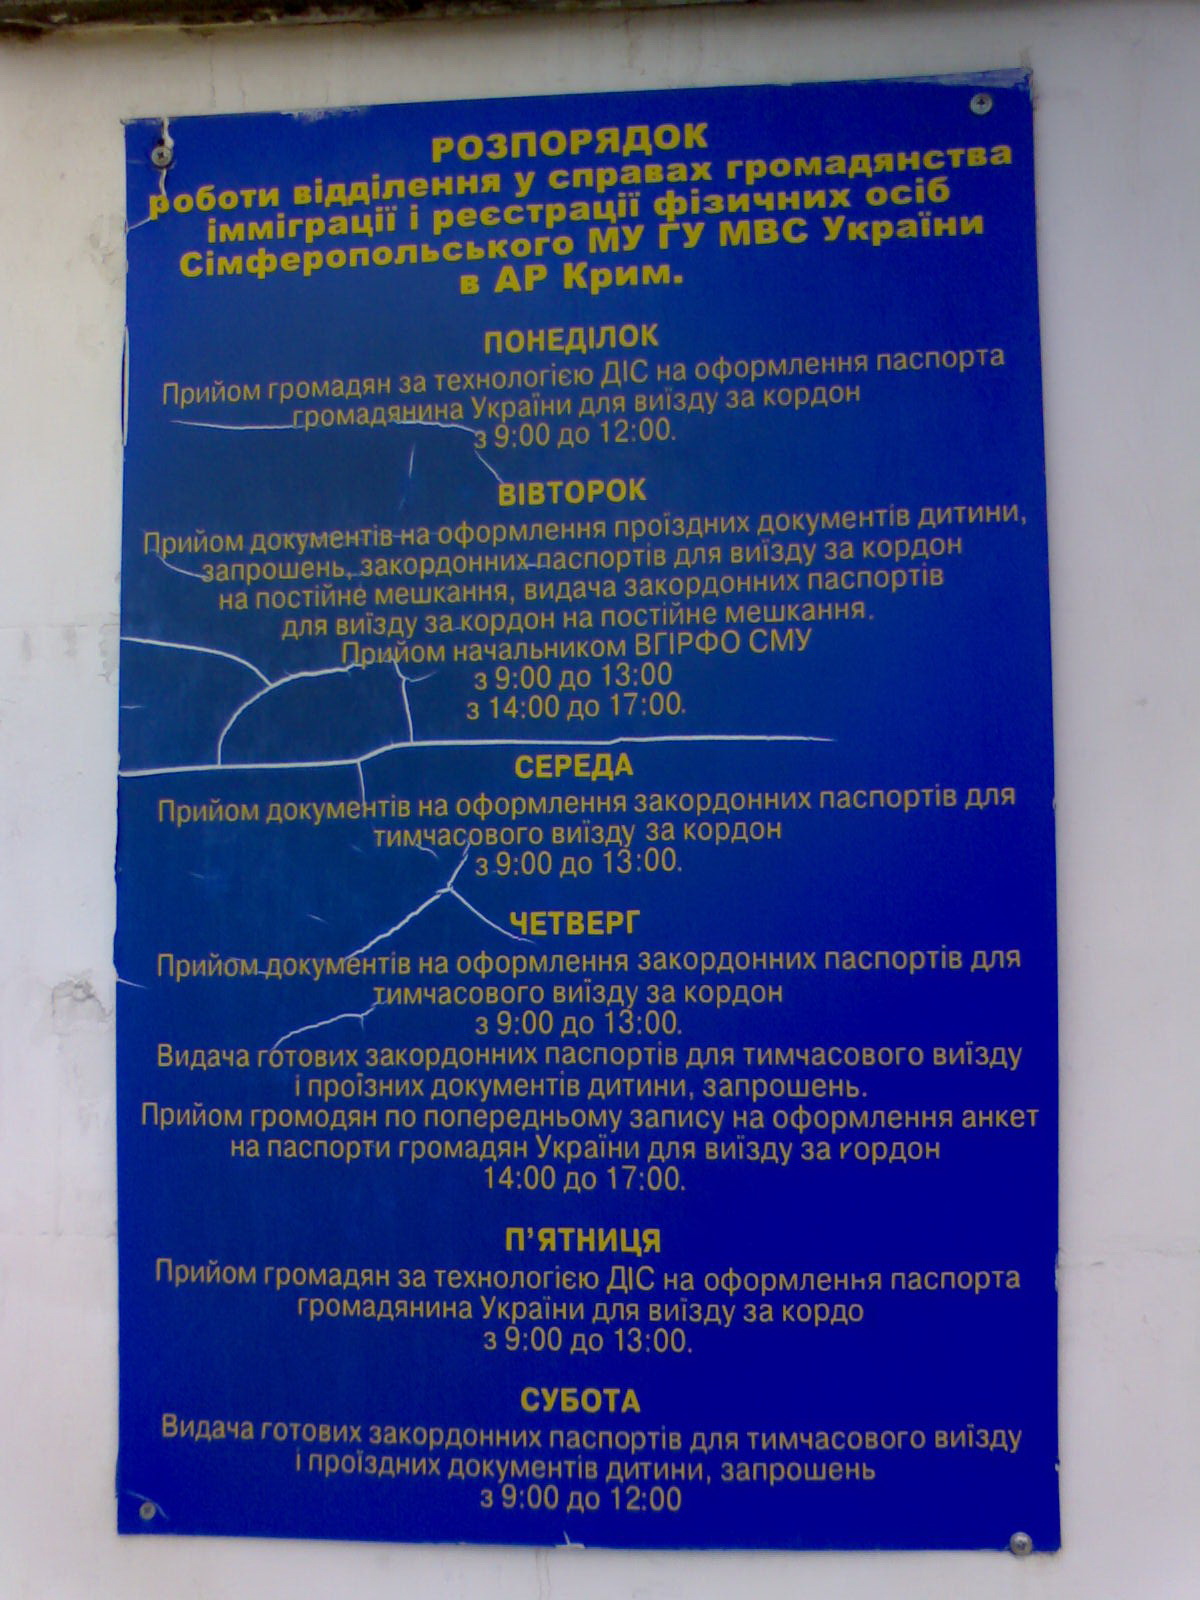 РОЗПОРЯДОК
роботи відділення у справах громадянства
імміграції і реєстрації фізичних осіб
Сімферопольського МУ ГУ МВС України
в АР Крим.
ПОНЕДІЛОК
Прийом громадян за технологією ДІС на оформлення паспорта
громадянина України для виїзду за кордон
з 9:00 до 12:00.
ВІВТОРОК
Прийом документів на оформлення проїздних документів дитини,
запрошень, закордонних паспортів для виїзду за кордон
на постійне мешкання, видача закордонних паспортів
для виїзду за кордон на постійне мешкання.
Прийом начальником ВГІРФО СМУ
з 9:00 до 13:00
з 14:00 до 17:00.
СЕРЕДА
Прийом документів на оформлення закордонних паспортів для
тимчасового виїзду за кордон
з 9:00 до 13:00.
ЧЕТВЕРГ
Прийом документів на оформлення закордонних паспортів для
тимчасового виїзду за кордон
з 9:00 до 13:00.
Видача готових закордонних паспортів для тимчасового виїзду
і проїзних документів дитини, запрошень.
Прийом громодян по попередньому запису на оформлення анкет
на паспорти громадян України для виїзду за кордон
14:00 до 17:00.
П'ЯТНИЦЯ
Прийом громадян за технологією ДІС на оформлення паспорта
громадянина України для виїзду за кордо
з 9:00 до 13:00.
СУБОТА
Видача готових закордонних паспортів для тимчасового виїзду
і проїздних документів дитини, запрошень
з 9:00 до 12:00